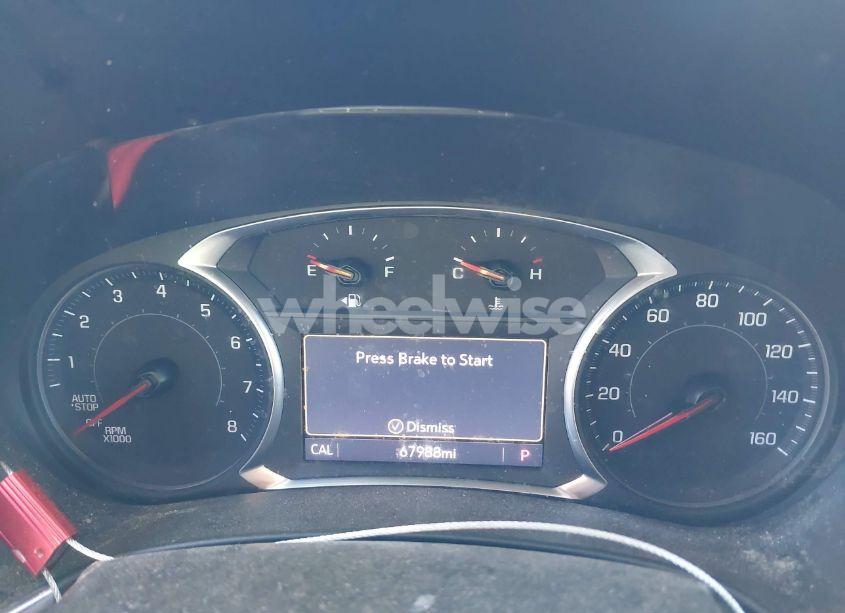 E F
C H
wheelwise
1 2 3 4 5 6 7 8
AUTO
*STOP
OFF
RPM
X1000
Press Brake to Start
Dismiss
CAL 67988mi P
0 20 40 60 80 100 120 140 160